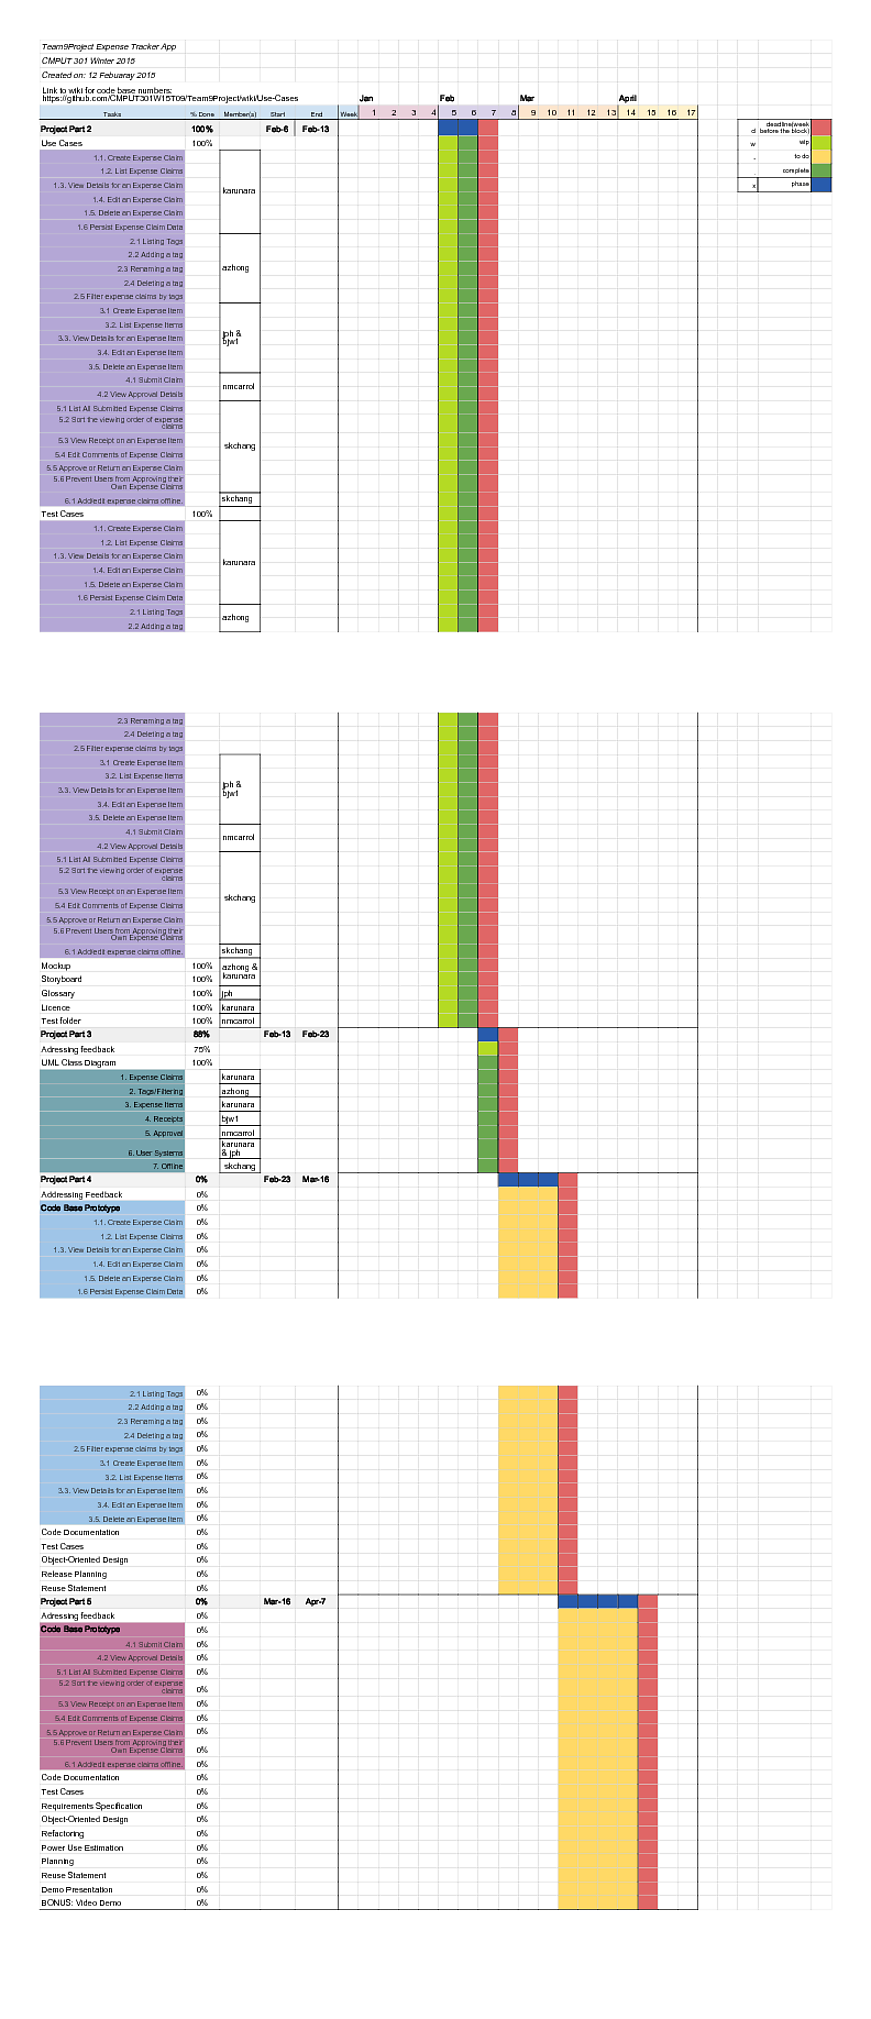 Team9Project Expense Tracker App
CMPUT 301 Winter 2015
Created on: 12 Febuaray 2015
Link to wiki for code base numbers:
https://github.com/CMPUT301W15T09/Team9Project/wiki/Use-Cases
Jan Feb Mar April
Tasks % Done Member(s) Start End Week 1 2 3 4 5 6 7 8 9 10 11 12 13 14 15 16 17
Project Part 2 100% Feb-6 Feb-13
d deadline(week before the block)
w wip
- to do
. complete
x phase
Use Cases 100%
1.1. Create Expense Claim
1.2. List Expense Claims
1.3. View Details for an Expense Claim
karunara
1.4. Edit an Expense Claim
1.5. Delete an Expense Claim
1.6 Persist Expense Claim Data
2.1 Listing Tags
2.2 Adding a tag
2.3 Renaming a tag
azhong
2.4 Deleting a tag
2.5 Filter expense claims by tags
3.1 Create Expense Item
3.2. List Expense Items
3.3. View Details for an Expense Item
jph & bjw1
3.4. Edit an Expense Item
3.5. Delete an Expense Item
4.1 Submit Claim
nmcarrol
4.2 View Approval Details
5.1 List All Submitted Expense Claims
5.2 Sort the viewing order of expense
claims
5.3 View Receipt on an Expense Item
skchang
5.4 Edit Comments of Expense Claims
5.5 Approve or Return an Expense Claim
5.6 Prevent Users from Approving their
Own Expense Claims
6.1 Add/edit expense claims offline. skchang
Test Cases 100%
1.1. Create Expense Claim
1.2. List Expense Claims
1.3. View Details for an Expense Claim
karunara
1.4. Edit an Expense Claim
1.5. Delete an Expense Claim
1.6 Persist Expense Claim Data
2.1 Listing Tags
azhong
2.2 Adding a tag
2.3 Renaming a tag
2.4 Deleting a tag
2.5 Filter expense claims by tags
3.1 Create Expense Item
3.2. List Expense Items
3.3. View Details for an Expense Item
jph & bjw1
3.4. Edit an Expense Item
3.5. Delete an Expense Item
4.1 Submit Claim
nmcarrol
4.2 View Approval Details
5.1 List All Submitted Expense Claims
5.2 Sort the viewing order of expense
claims
5.3 View Receipt on an Expense Item
skchang
5.4 Edit Comments of Expense Claims
5.5 Approve or Return an Expense Claim
5.6 Prevent Users from Approving their
Own Expense Claims
6.1 Add/edit expense claims offline. skchang
Mockup 100% azhong &
Storyboard 100% karunara
Glossary 100% jph
Licence 100% karunara
Test folder 100% nmcarrol
Project Part 3 88% Feb-13 Feb-23
Adressing feedback 75%
UML Class Diagram 100%
1. Expense Claims karunara
2. Tags/Filtering azhong
3. Expense Items karunara
4. Receipts bjw1
5. Approval nmcarrol
6. User Systems karunara & jph
7. Offline skchang
Project Part 4 0% Feb-23 Mar-16
Addressing Feedback 0%
Code Base Prototype 0%
1.1. Create Expense Claim 0%
1.2. List Expense Claims 0%
1.3. View Details for an Expense Claim 0%
1.4. Edit an Expense Claim 0%
1.5. Delete an Expense Claim 0%
1.6 Persist Expense Claim Data 0%
2.1 Listing Tags 0%
2.2 Adding a tag 0%
2.3 Renaming a tag 0%
2.4 Deleting a tag 0%
2.5 Filter expense claims by tags 0%
3.1 Create Expense Item 0%
3.2. List Expense Items 0%
3.3. View Details for an Expense Item 0%
3.4. Edit an Expense Item 0%
3.5. Delete an Expense Item 0%
Code Documentation 0%
Test Cases 0%
Object-Oriented Design 0%
Release Planning 0%
Reuse Statement 0%
Project Part 5 0% Mar-16 Apr-7
Adressing feedback 0%
Code Base Prototype 0%
4.1 Submit Claim 0%
4.2 View Approval Details 0%
5.1 List All Submitted Expense Claims 0%
5.2 Sort the viewing order of expense
claims 0%
5.3 View Receipt on an Expense Item 0%
5.4 Edit Comments of Expense Claims 0%
5.5 Approve or Return an Expense Claim 0%
5.6 Prevent Users from Approving their
Own Expense Claims 0%
6.1 Add/edit expense claims offline. 0%
Code Documentation 0%
Test Cases 0%
Requirements Specification 0%
Object-Oriented Design 0%
Refactoring 0%
Power Use Estimation 0%
Planning 0%
Reuse Statement 0%
Demo Presentation 0%
BONUS: Video Demo 0%